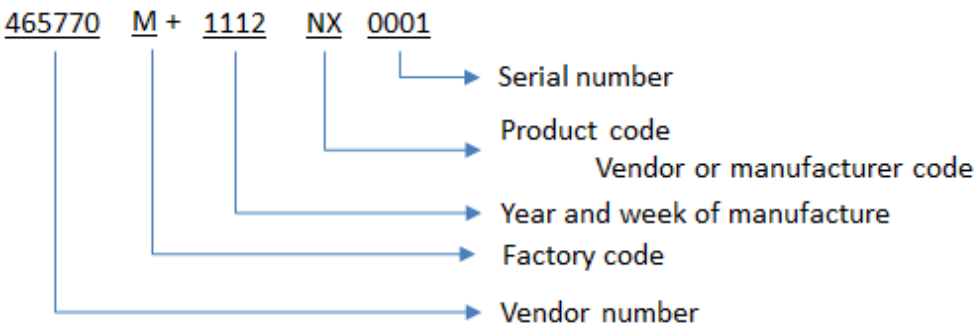 465770 M + 1112 NX 0001
Serial number
Product code
Vendor or manufacturer code
Year and week of manufacture
Factory code
Vendor number